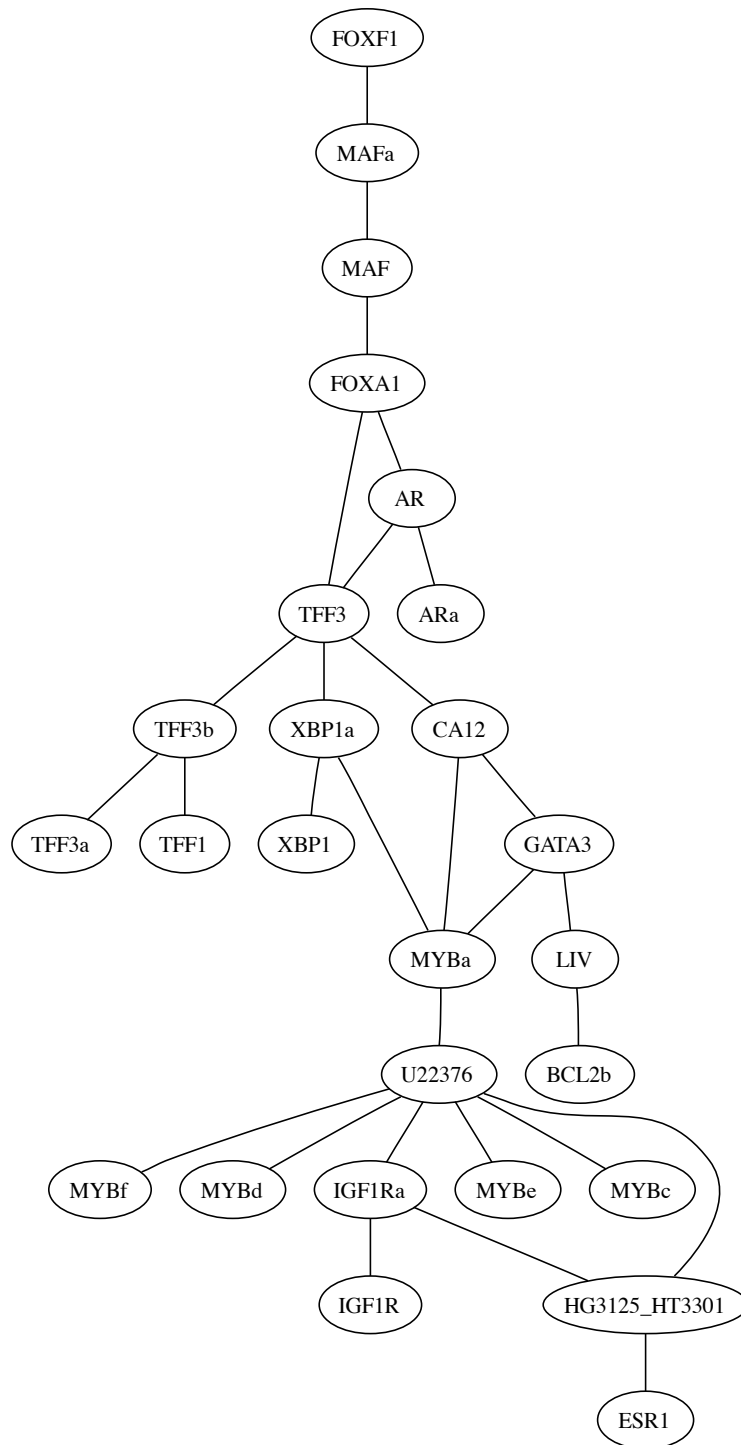 FOXF1
MAFa
MAF
FOXA1
AR
TFF3
ARa
TFF3b
XBP1a
CA12
TFF3a
TFF1
XBP1
GATA3
MYBa
LIV
U22376
BCL2b
MYBf
MYBd
IGF1Ra
MYBe
MYBc
IGF1R
HG3125_HT3301
ESR1